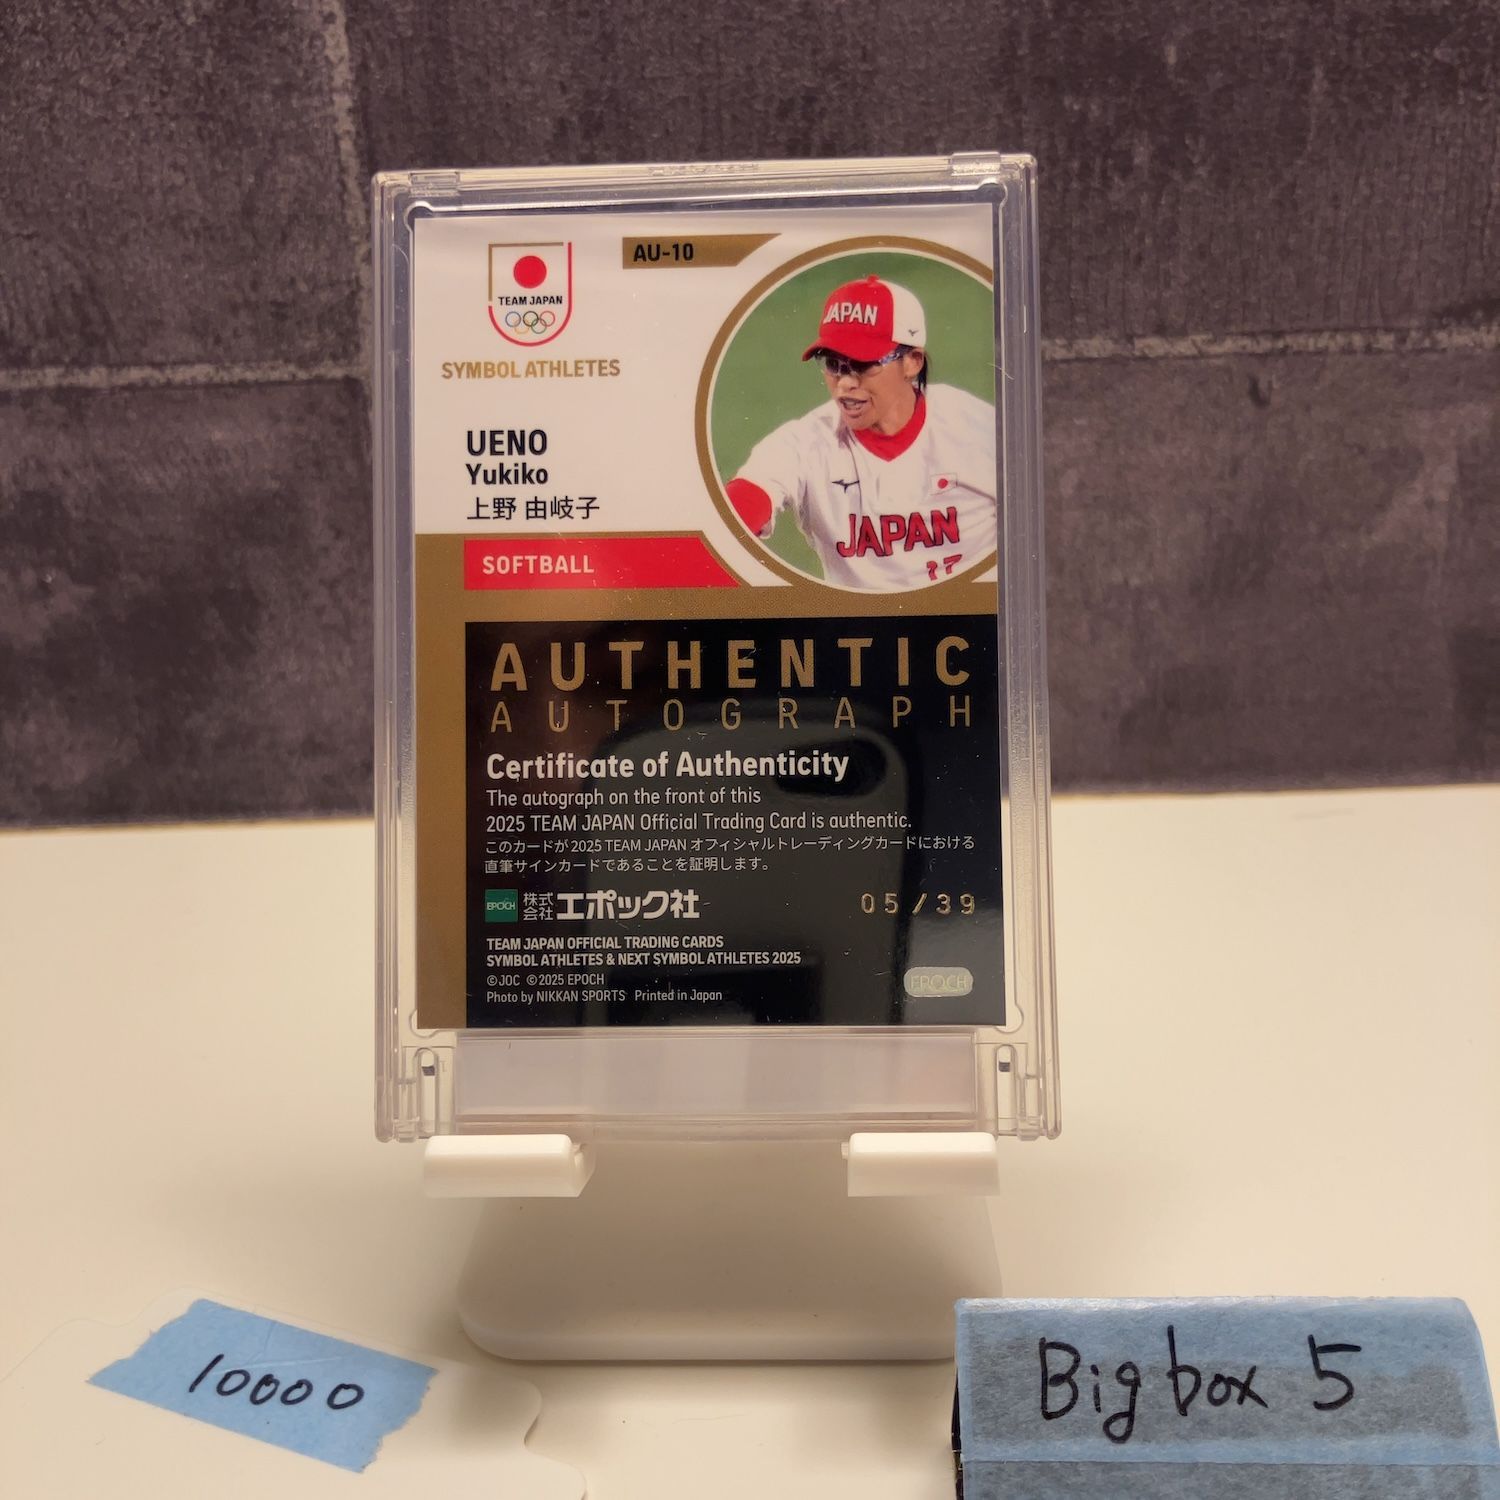 AU-10
TEAM JAPAN
SYMBOL ATHLETES
JAPAN
JAPAN
17
UENO
Yukiko
上野 由岐子
SOFTBALL
AUTHENTIC
AUTOGRAPH
Certificate of Authenticity
The autograph on the front of this
2025 TEAM JAPAN Official Trading Card is authentic.
このカードが2025 TEAM JAPAN オフィシャルトレーディングカードにおける
直筆サインカードであることを証明します。
EPOCH 株式会社 エポック社
05/39
TEAM JAPAN OFFICIAL TRADING CARDS
SYMBOL ATHLETES & NEXT SYMBOL ATHLETES 2025
©JOC ©2025 EPOCH
Photo by NIKKAN SPORTS Printed in Japan
EPOCH
10000
Big box 5